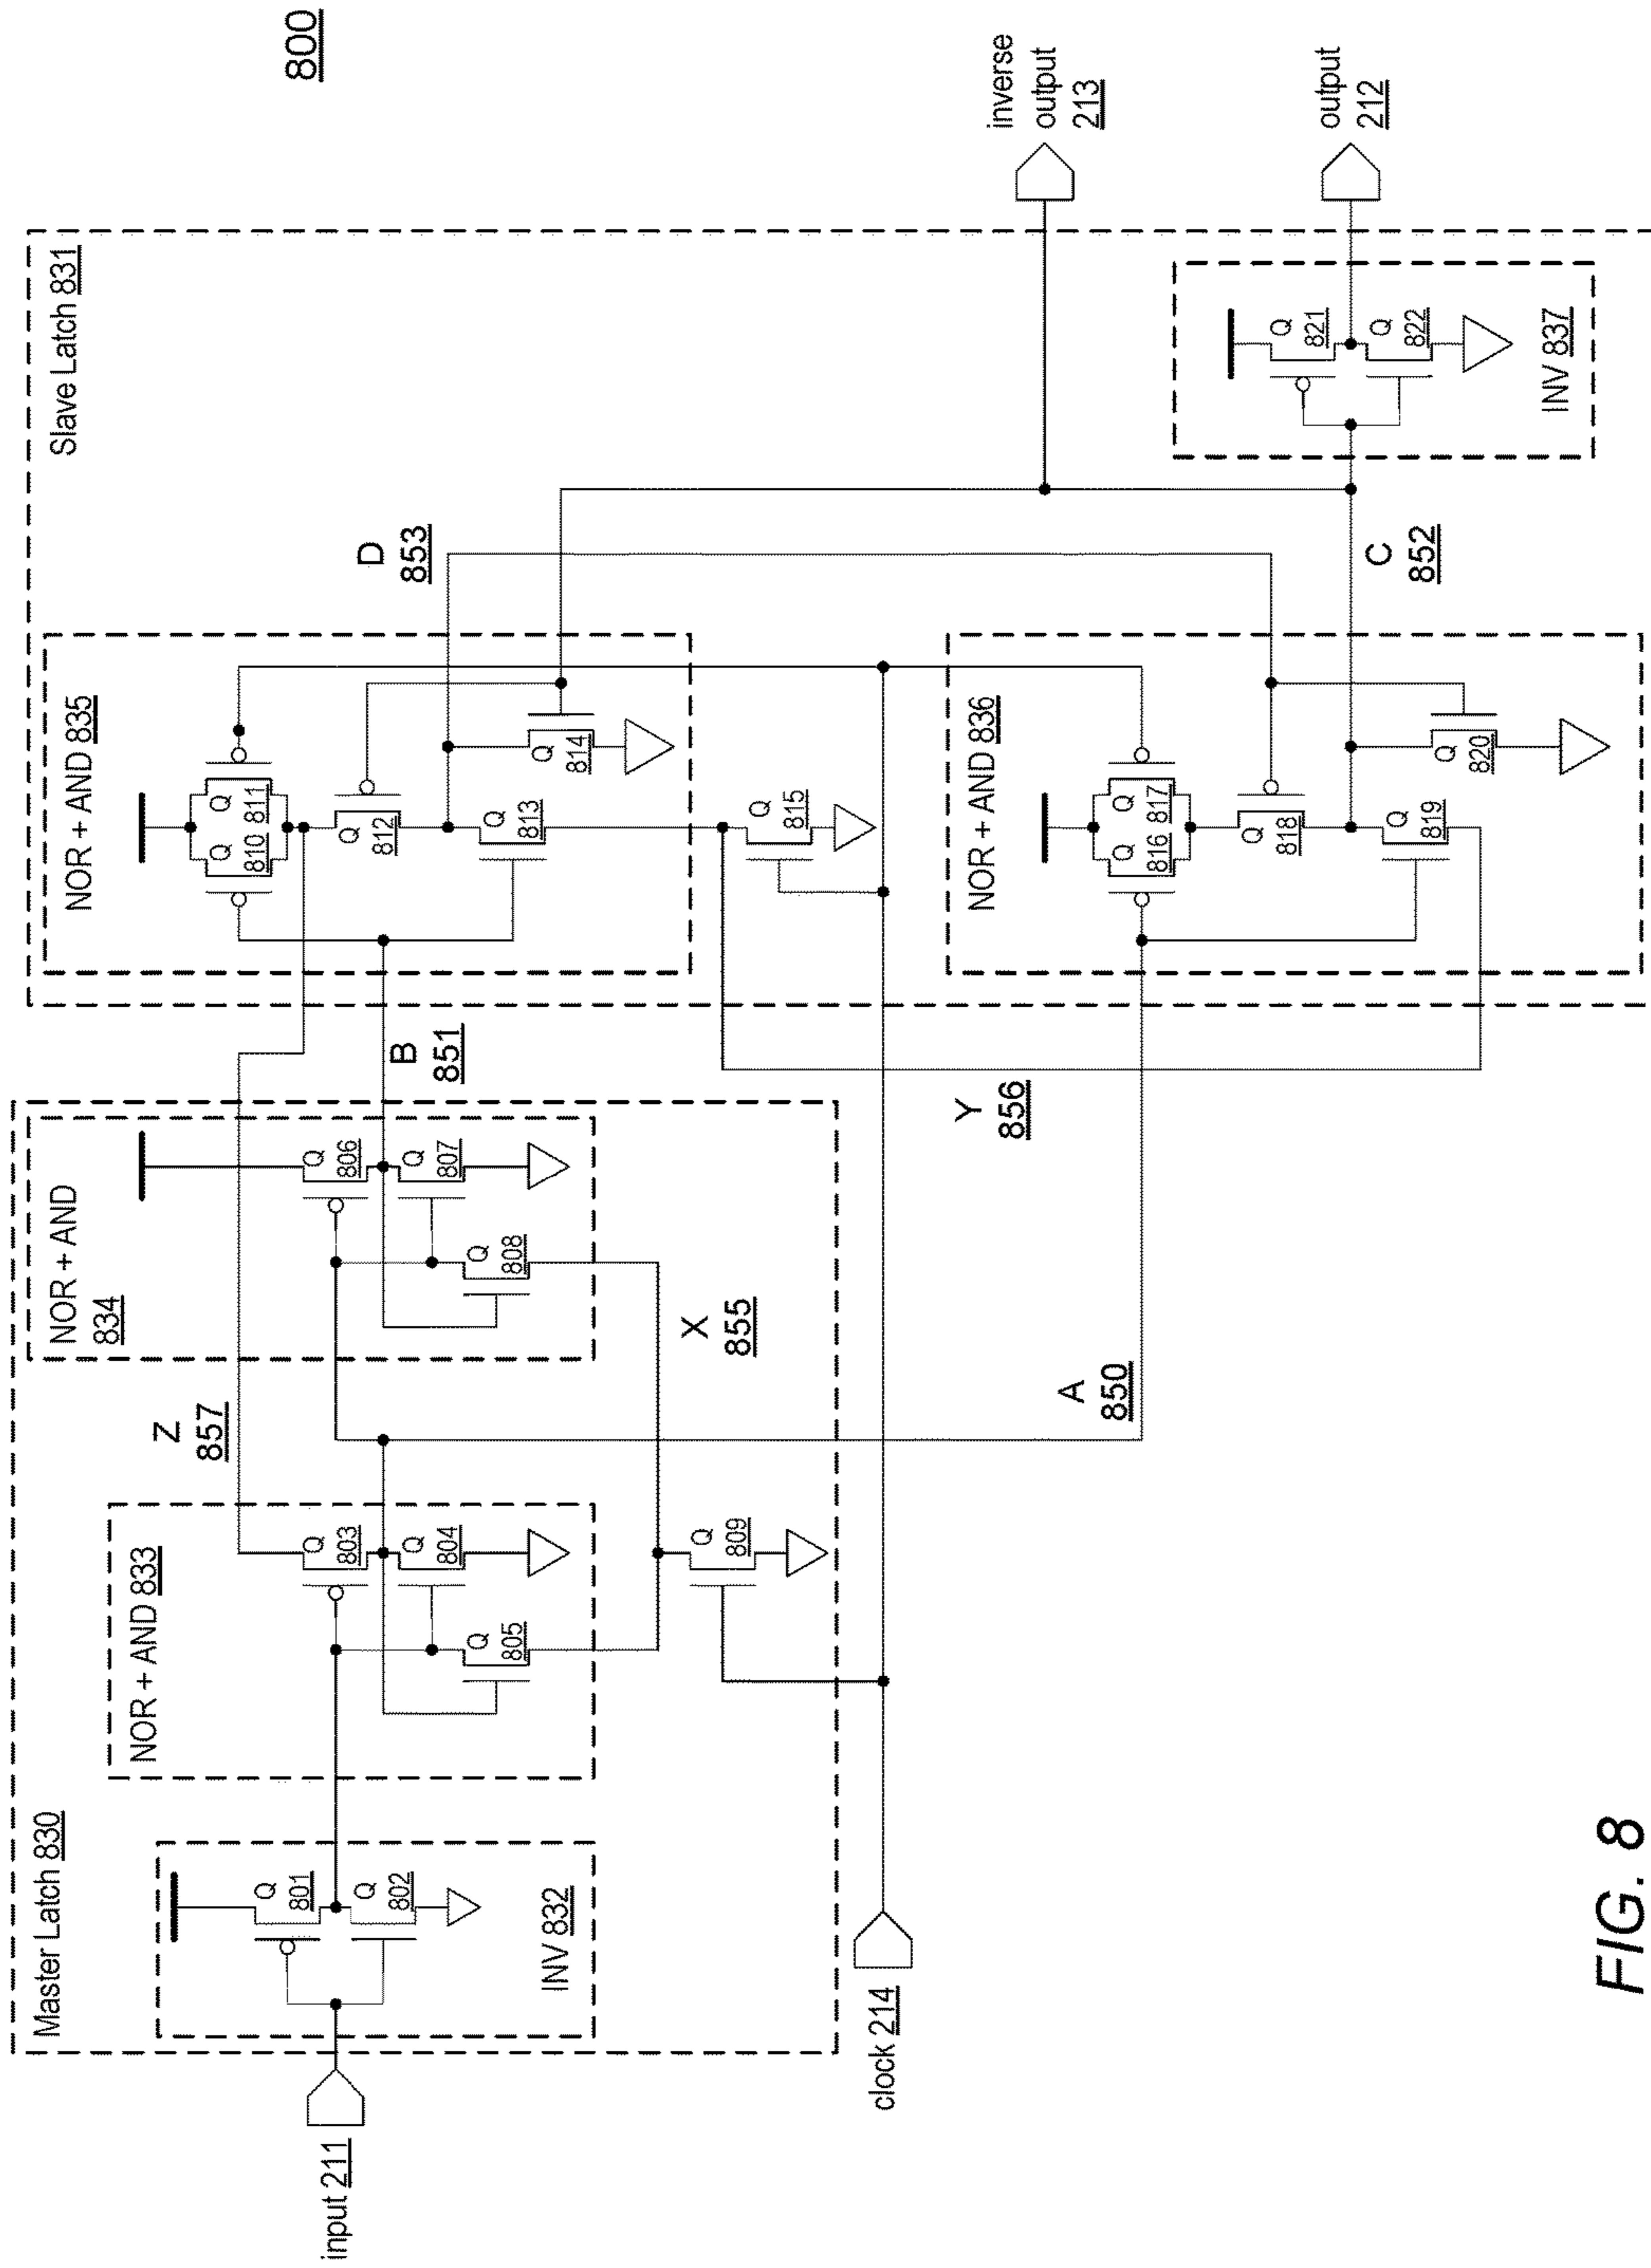 800
Master Latch 830
Slave Latch 831
NOR + AND 833
NOR + AND
834
NOR + AND 835
NOR + AND 836
INV 832
INV 837
input 211
clock 214
inverse
output
213
output
212
Z
857
X
855
A
850
B
851
Y
856
D
853
C
852
Q
801
Q
802
Q
803
Q
804
Q
805
Q
806
Q
807
Q
808
Q
809
Q
810
Q
811
Q
812
Q
813
Q
814
Q
815
Q
816
Q
817
Q
818
Q
819
Q
820
Q
821
Q
822
FIG. 8